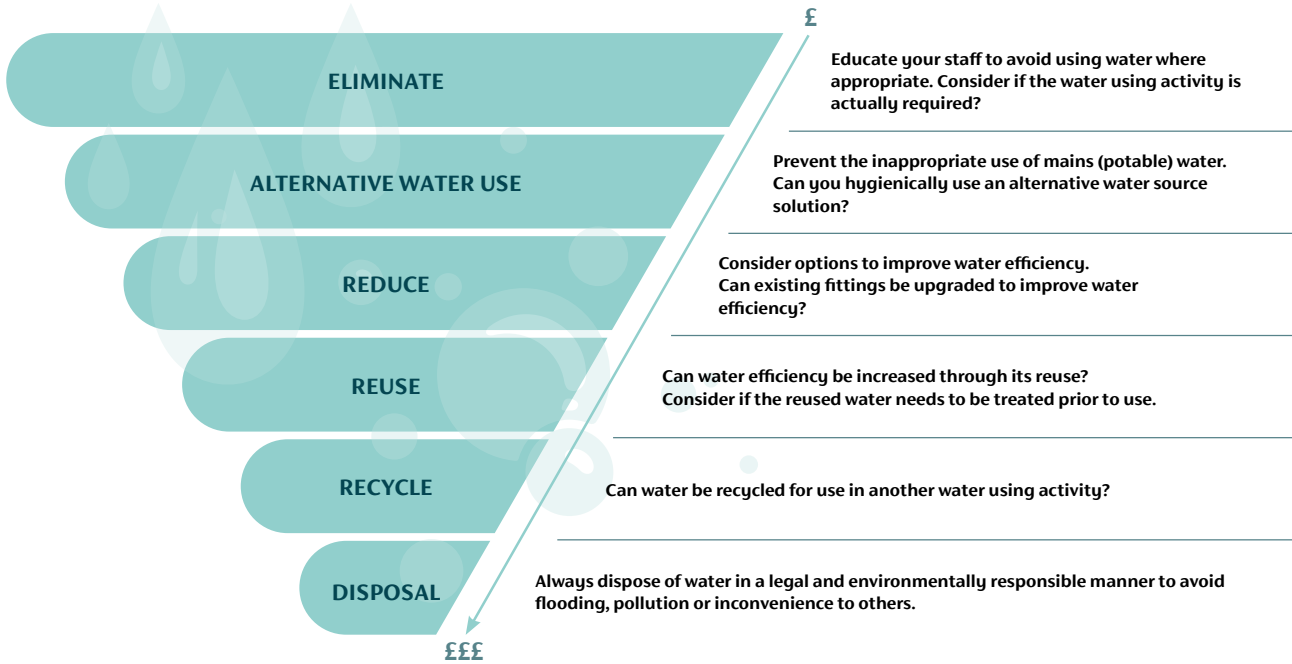 £
ELIMINATE
Educate your staff to avoid using water where
appropriate. Consider if the water using activity is
actually required?
ALTERNATIVE WATER USE
Prevent the inappropriate use of mains (potable) water.
Can you hygienically use an alternative water source
solution?
REDUCE
Consider options to improve water efficiency.
Can existing fittings be upgraded to improve water
efficiency?
REUSE
Can water efficiency be increased through its reuse?
Consider if the reused water needs to be treated prior to use.
RECYCLE
Can water be recycled for use in another water using activity?
DISPOSAL
Always dispose of water in a legal and environmentally responsible manner to avoid
flooding, pollution or inconvenience to others.
£££